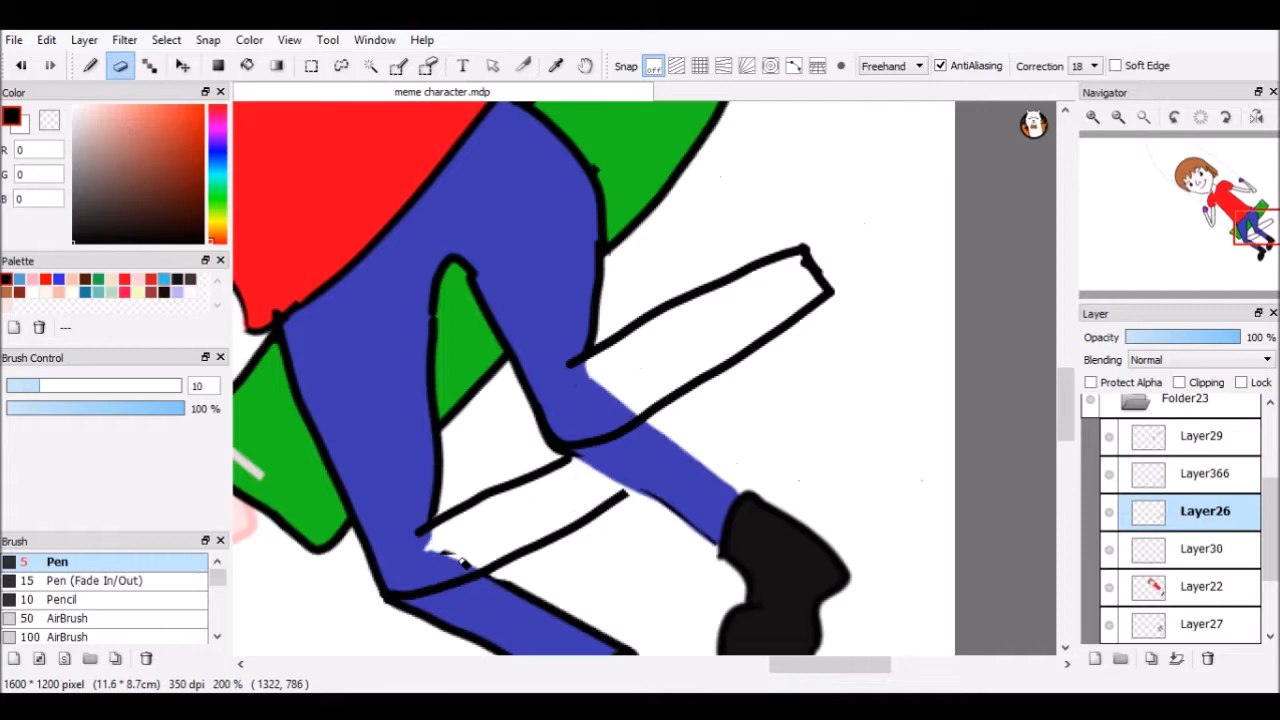 File Edit Layer Filter Select Snap Color View Tool Window Help
Snap off Freehand AntiAliasing Correction 18 Soft Edge
Color
meme character.mdp
Navigator
R 0
G 0
B 0
Palette
---
Brush Control
10
100 %
Layer
Opacity 100 %
Blending Normal
Protect Alpha Clipping Lock
Folder23
Layer29
Layer366
Layer26
Layer30
Layer22
Layer27
Brush
5 Pen
15 Pen (Fade In/Out)
10 Pencil
50 AirBrush
100 AirBrush
1600 * 1200 pixel (11.6 * 8.7cm) 350 dpi 200 % ( 1322, 786 )